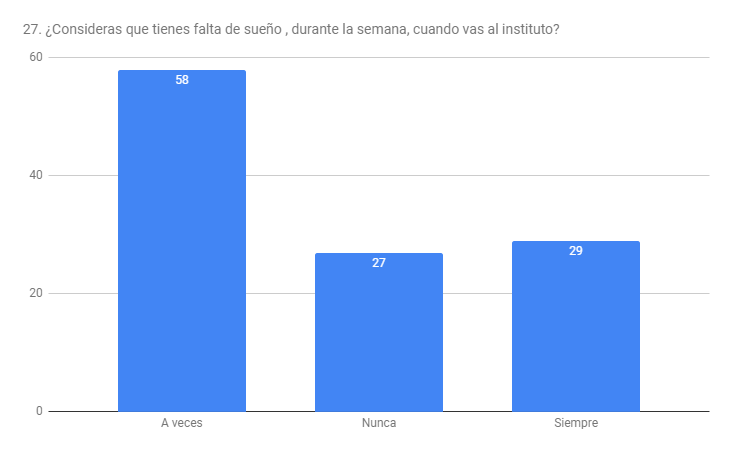 27. ¿Consideras que tienes falta de sueño , durante la semana, cuando vas al instituto?
60
40
20
0
58
27
29
A veces
Nunca
Siempre